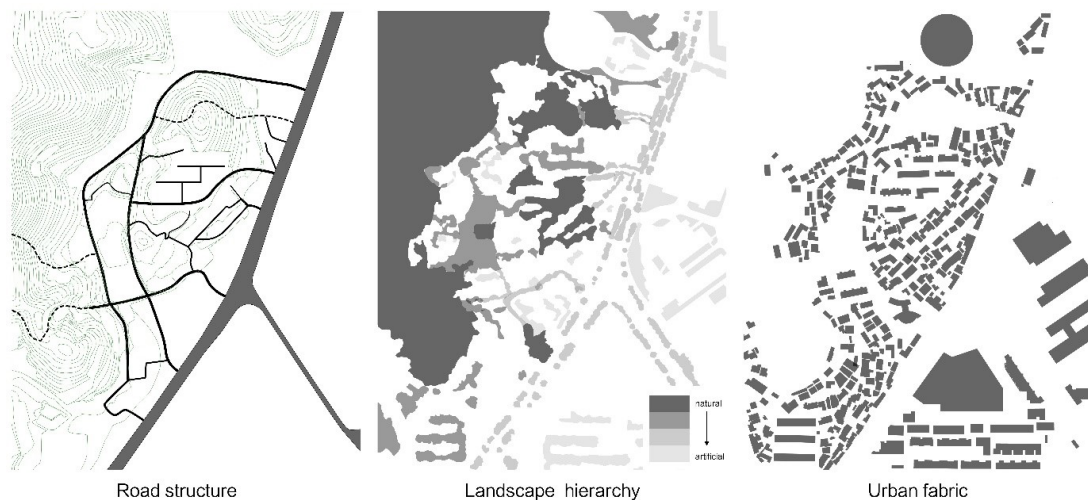 natural
artificial
Road structure
Landscape hierarchy
Urban fabric